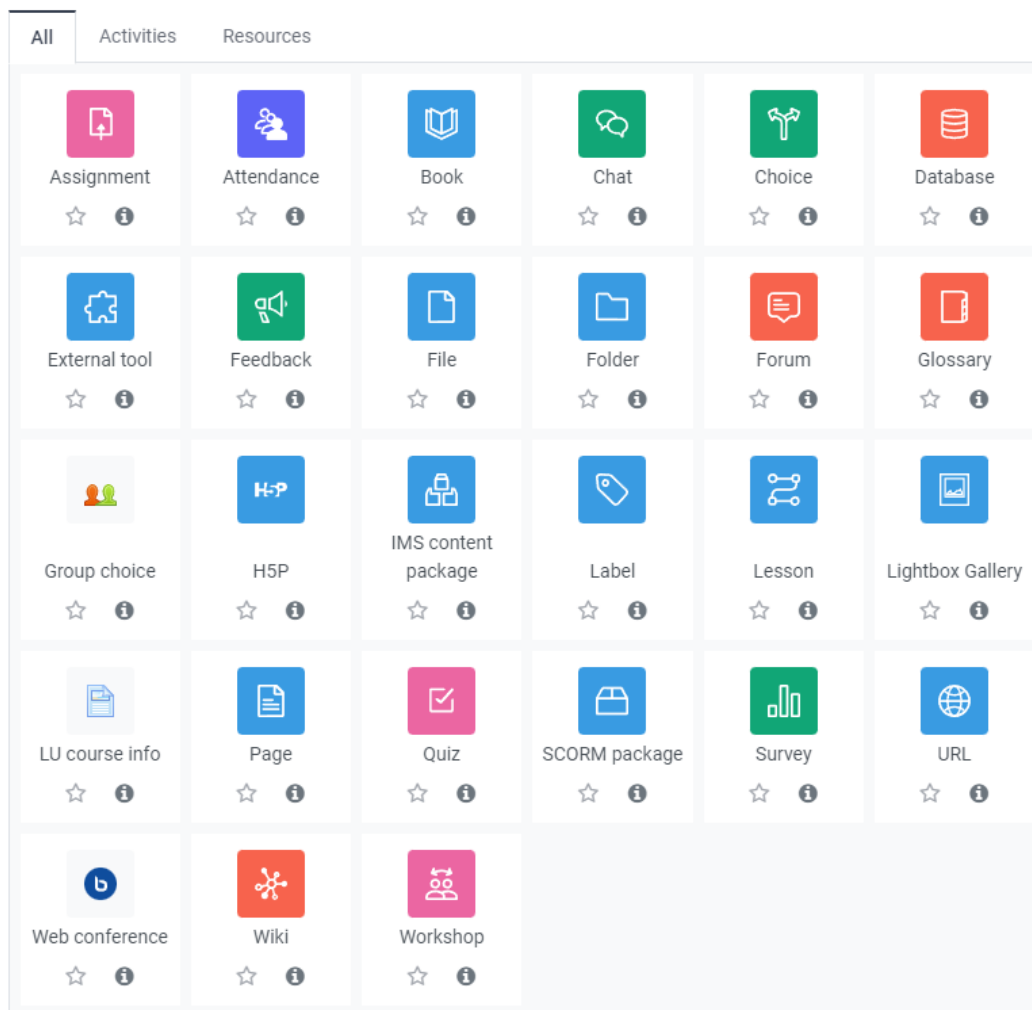 All Activities Resources
Assignment Attendance Book Chat Choice Database
External tool Feedback File Folder Forum Glossary
H5P
IMS content
Group choice H5P package Label Lesson Lightbox Gallery
LU course info Page Quiz SCORM package Survey URL
b
Web conference Wiki Workshop